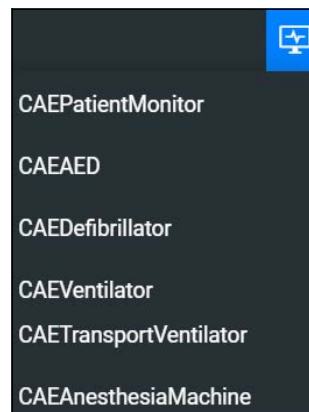 CAEPatientMonitor
CAEAED
CAEDefibrillator
CAEVentilator
CAETransportVentilator
CAEAnesthesiaMachine